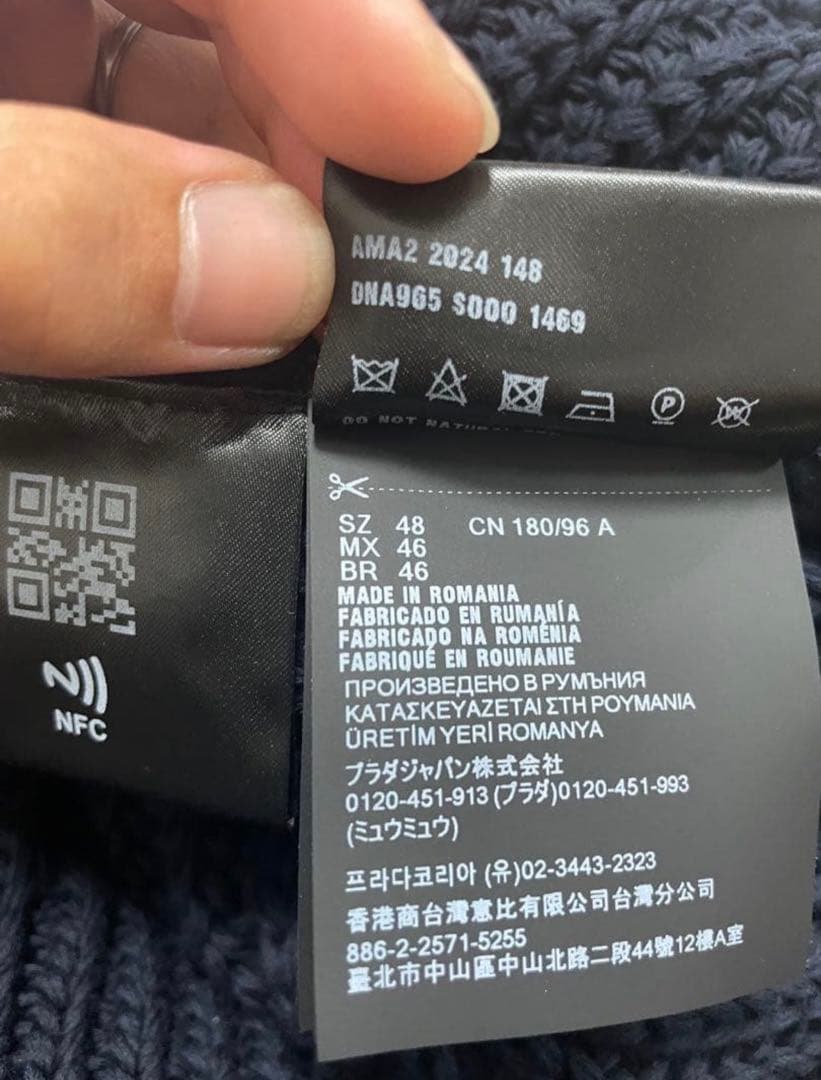 AMA2 2024 148
DNA965 S000 1469
P
W
DO NOT
SZ 48 CN 180/96 A
MX 46
BR 46
MADE IN ROMANIA
FABRICADO EN RUMANÍA
FABRICADO NA ROMÉNIA
FABRIQUÉ EN ROUMANIE
ПРОИЗВЕДЕНО В РУМЪНИЯ
ΚΑΤΑΣΚΕΥΑΖΕΤΑΙ ΣΤΗ ΡΟΥΜΑΝΙΑ
ÜRETİM YERİ ROMANYA
プラダジャパン株式会社
0120-451-913 (プラダ)0120-451-993
(ミュウミュウ)
프라다코리아 (유)02-3443-2323
香港商台灣意比有限公司台灣分公司
886-2-2571-5255
臺北市中山區中山北路二段44號12樓A室
NFC